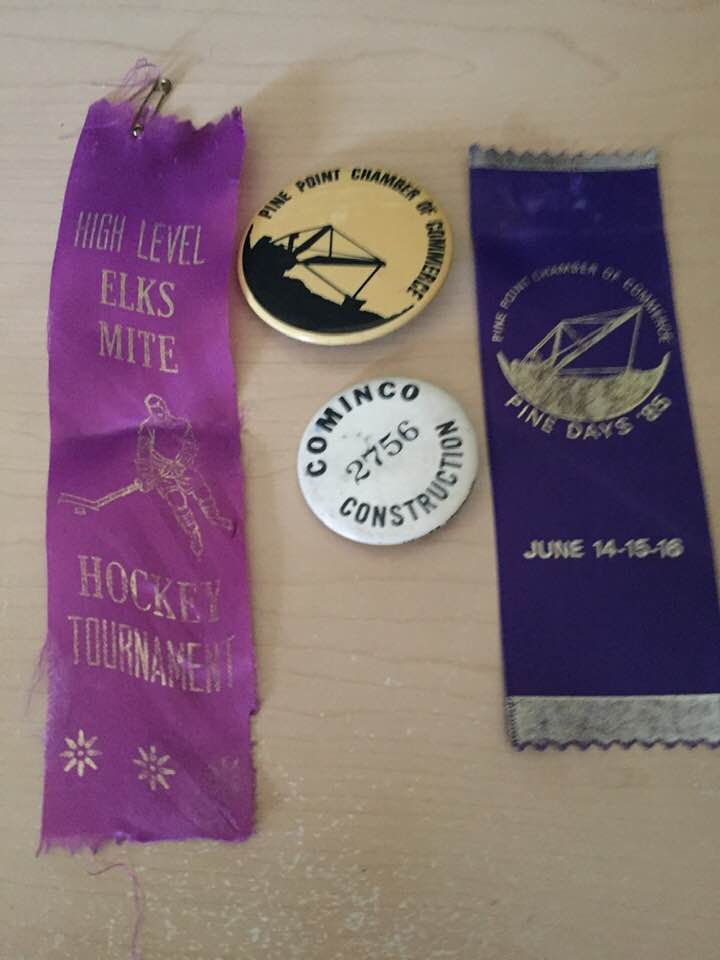 HIGH LEVEL
ELKS
MITE
HOCKEY
TOURNAMENT
PINE POINT CHAMBER OF COMMERCE
COMINCO
2756
CONSTRUCTION
PINE POINT CHAMBER OF COMMERCE
PINE DAYS '85
JUNE 14-15-16